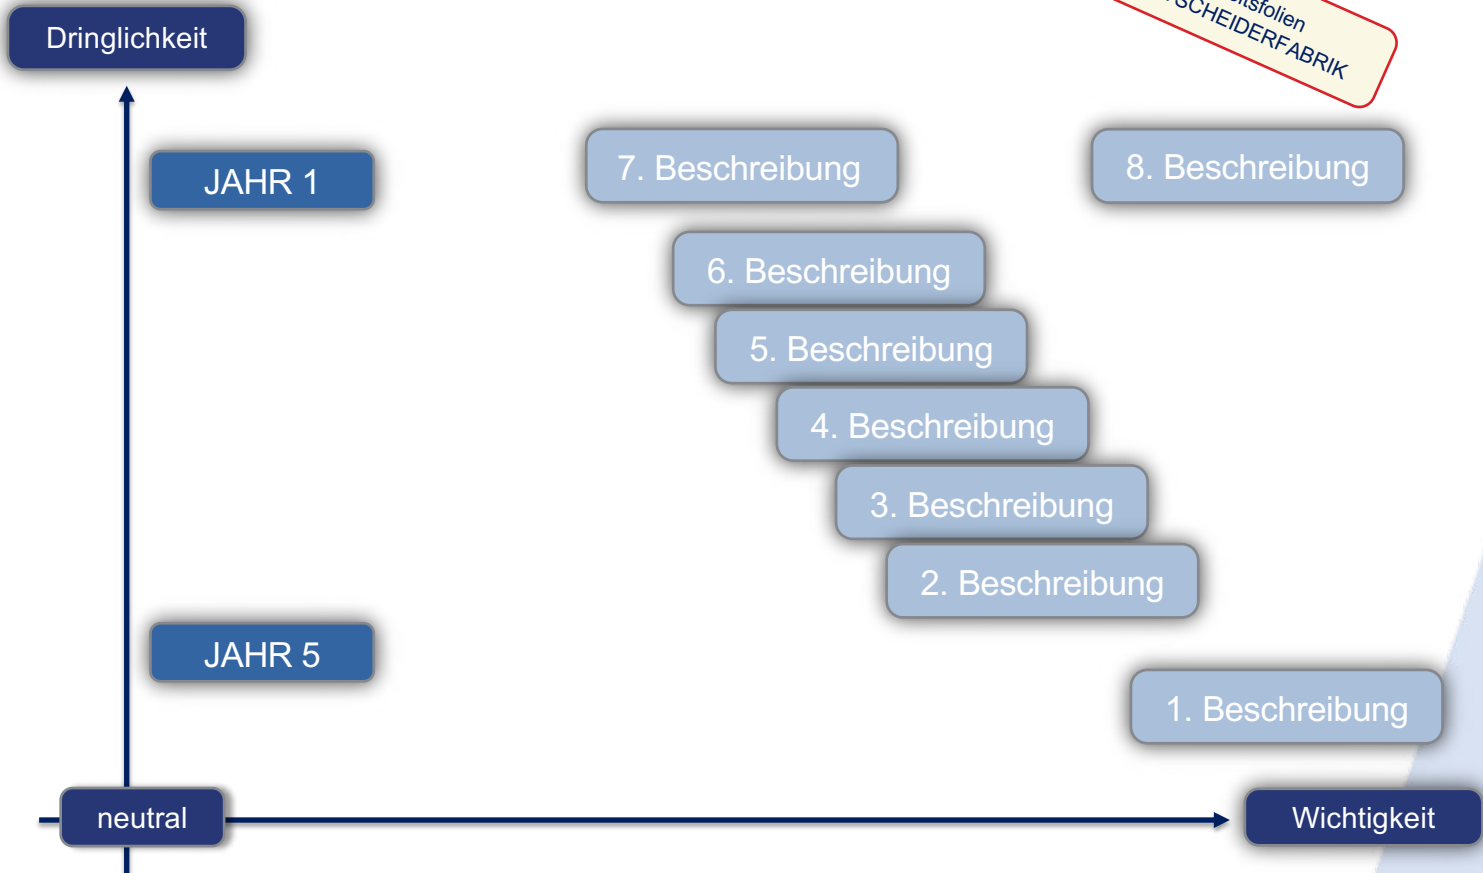 Dringlichkeit
SCHEIDERFABRIK
JAHR 1
7. Beschreibung
8. Beschreibung
6. Beschreibung
5. Beschreibung
4. Beschreibung
3. Beschreibung
2. Beschreibung
JAHR 5
1. Beschreibung
neutral
Wichtigkeit